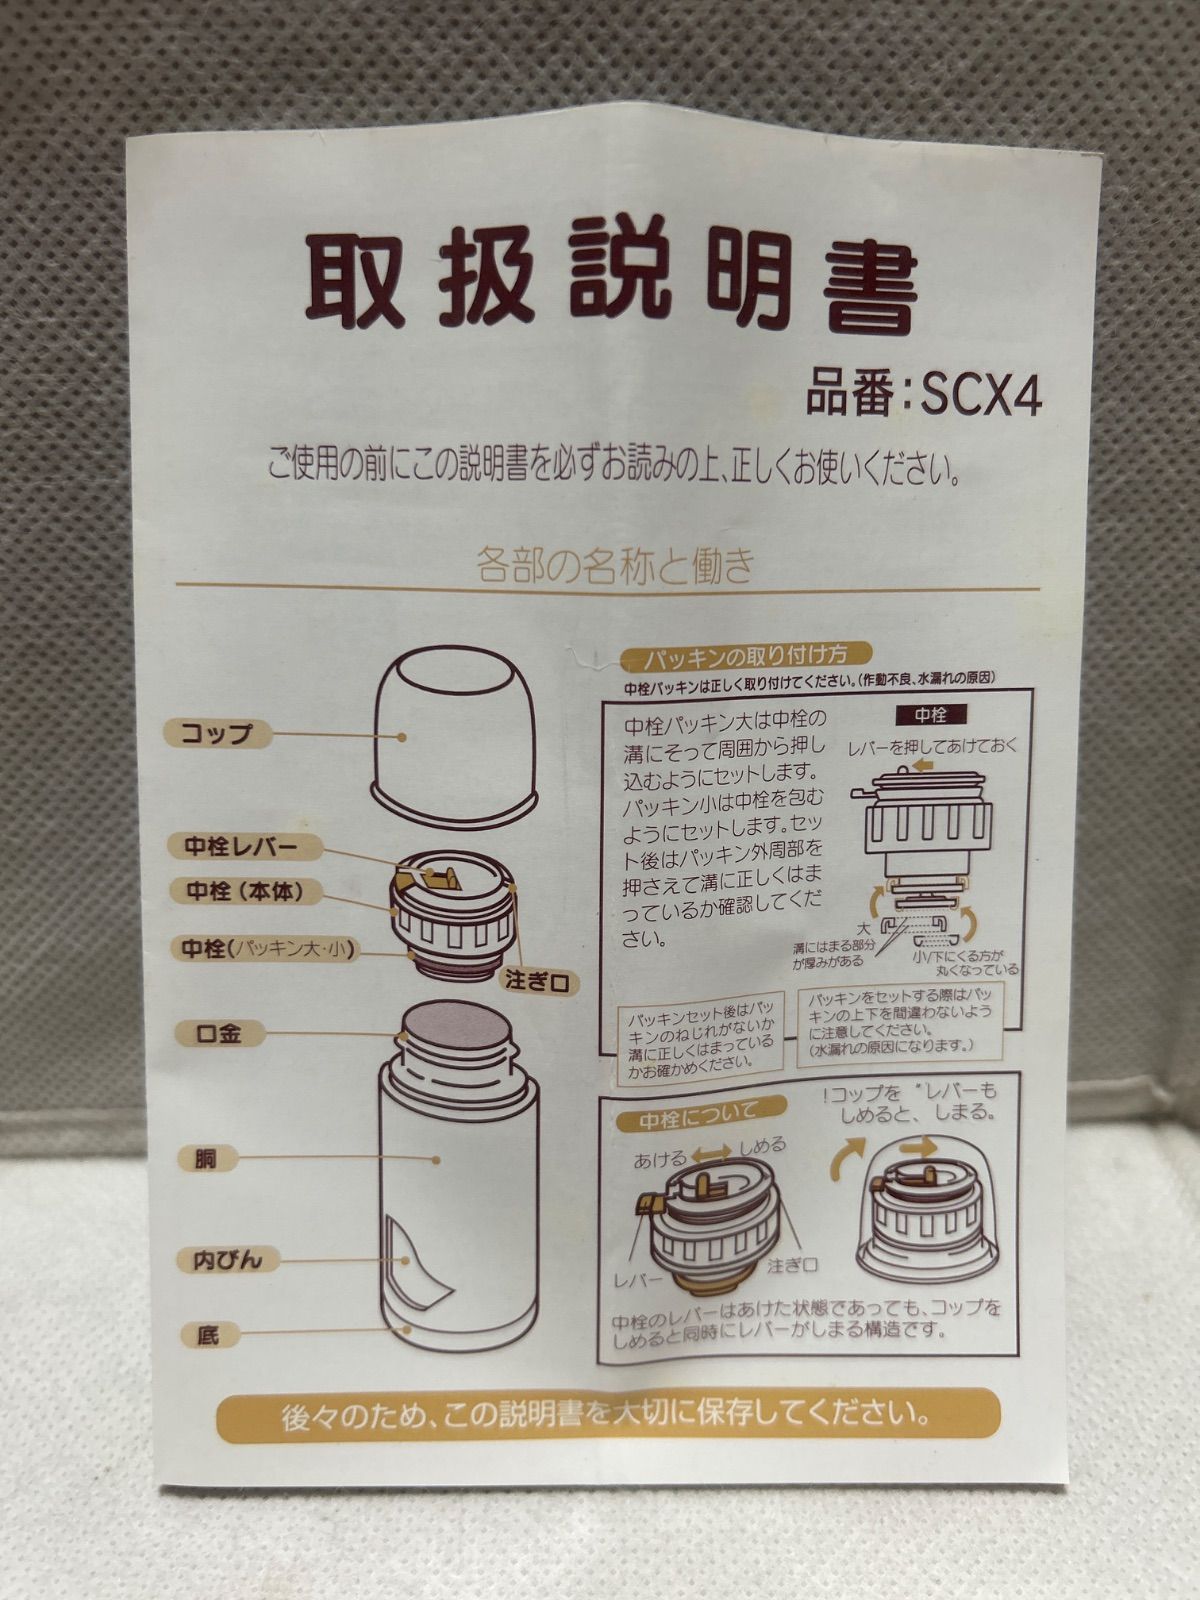 取扱説明書
品番：SCX4
ご使用の前にこの説明書を必ずお読みの上、正しくお使いください。
各部の名称と働き
コップ
中栓レバー
中栓（本体）
中栓(パッキン大・小)
注ぎ口
口金
胴
内びん
底
パッキンの取り付け方
中栓パッキンは正しく取り付けてください。(作動不良、水漏れの原因)
中栓パッキン大は中栓の
溝にそって周囲から押し
込むようにセットします。
パッキン小は中栓を包む
ようにセットします。セッ
ト後はパッキン外周部を
押さえて溝に正しくはま
っているか確認してくだ
さい。
中栓
レバーを押してあけておく
大
溝にはまる部分
が厚みがある
小/下にくる方が
丸くなっている
パッキンセット後はパッ
キンのねじれがないか
溝に正しくはまっている
かお確かめください。
パッキンをセットする際はパッ
キンの上下を間違わないよう
に注意してください。
(水漏れの原因になります。)
中栓について
あける
しめる
レバー
注ぎ口
！コップを
しめると、
"レバーも
しまる。
中栓のレバーはあけた状態であっても、コップを
しめると同時にレバーがしまる構造です。
後々のため、この説明書を大切に保存してください。